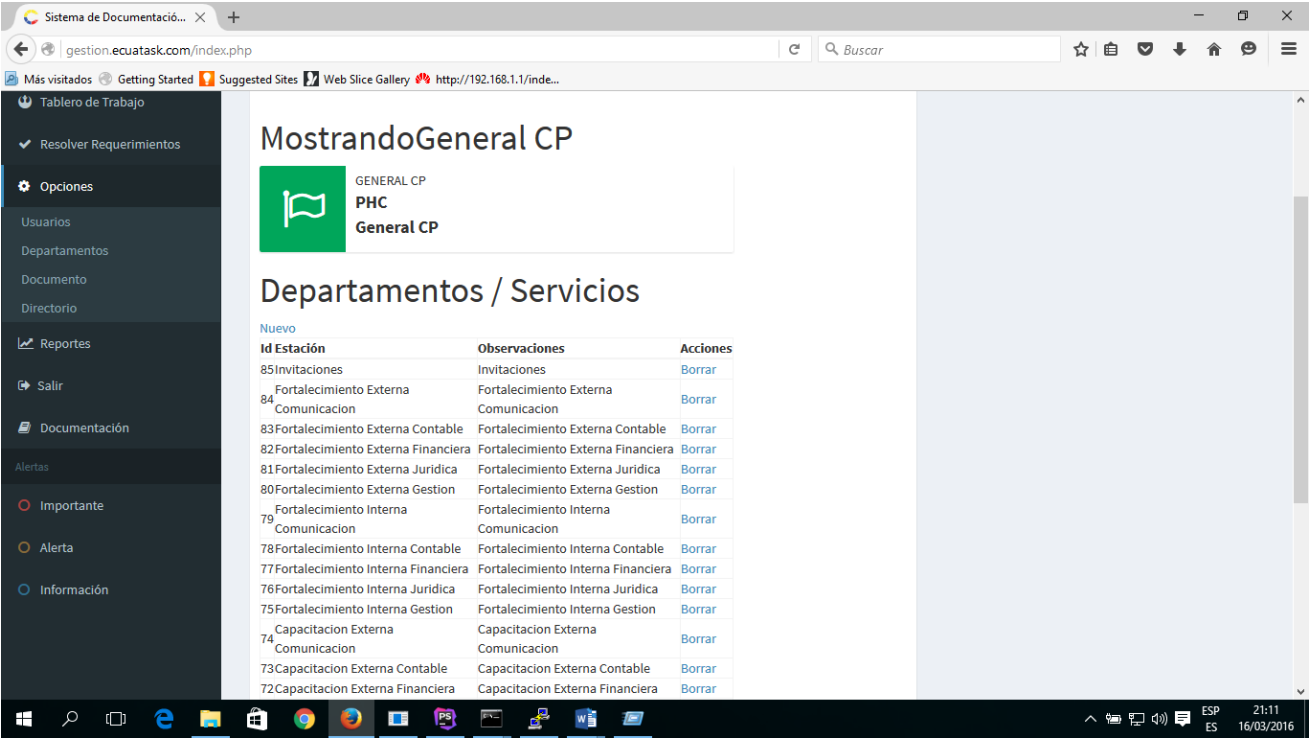 Sistema de Documentació...
gestion.ecuatask.com/index.php
Buscar
Más visitados Getting Started Suggested Sites Web Slice Gallery http://192.168.1.1/inde...
Tablero de Trabajo
Resolver Requerimientos
Opciones
Usuarios
Departamentos
Documento
Directorio
Reportes
Salir
Documentación
Alertas
Importante
Alerta
Información
MostrandoGeneral CP
GENERAL CP
PHC
General CP
Departamentos / Servicios
Nuevo
Id Estación Observaciones Acciones
85 Invitaciones Invitaciones Borrar
84 Fortalecimiento Externa Comunicacion Fortalecimiento Externa Comunicacion Borrar
83 Fortalecimiento Externa Contable Fortalecimiento Externa Contable Borrar
82 Fortalecimiento Externa Financiera Fortalecimiento Externa Financiera Borrar
81 Fortalecimiento Externa Juridica Fortalecimiento Externa Juridica Borrar
80 Fortalecimiento Externa Gestion Fortalecimiento Externa Gestion Borrar
79 Fortalecimiento Interna Comunicacion Fortalecimiento Interna Comunicacion Borrar
78 Fortalecimiento Interna Contable Fortalecimiento Interna Contable Borrar
77 Fortalecimiento Interna Financiera Fortalecimiento Interna Financiera Borrar
76 Fortalecimiento Interna Juridica Fortalecimiento Interna Juridica Borrar
75 Fortalecimiento Interna Gestion Fortalecimiento Interna Gestion Borrar
74 Capacitacion Externa Comunicacion Capacitacion Externa Comunicacion Borrar
73 Capacitacion Externa Contable Capacitacion Externa Contable Borrar
72 Capacitacion Externa Financiera Capacitacion Externa Financiera Borrar
ESP
ES
21:11
16/03/2016